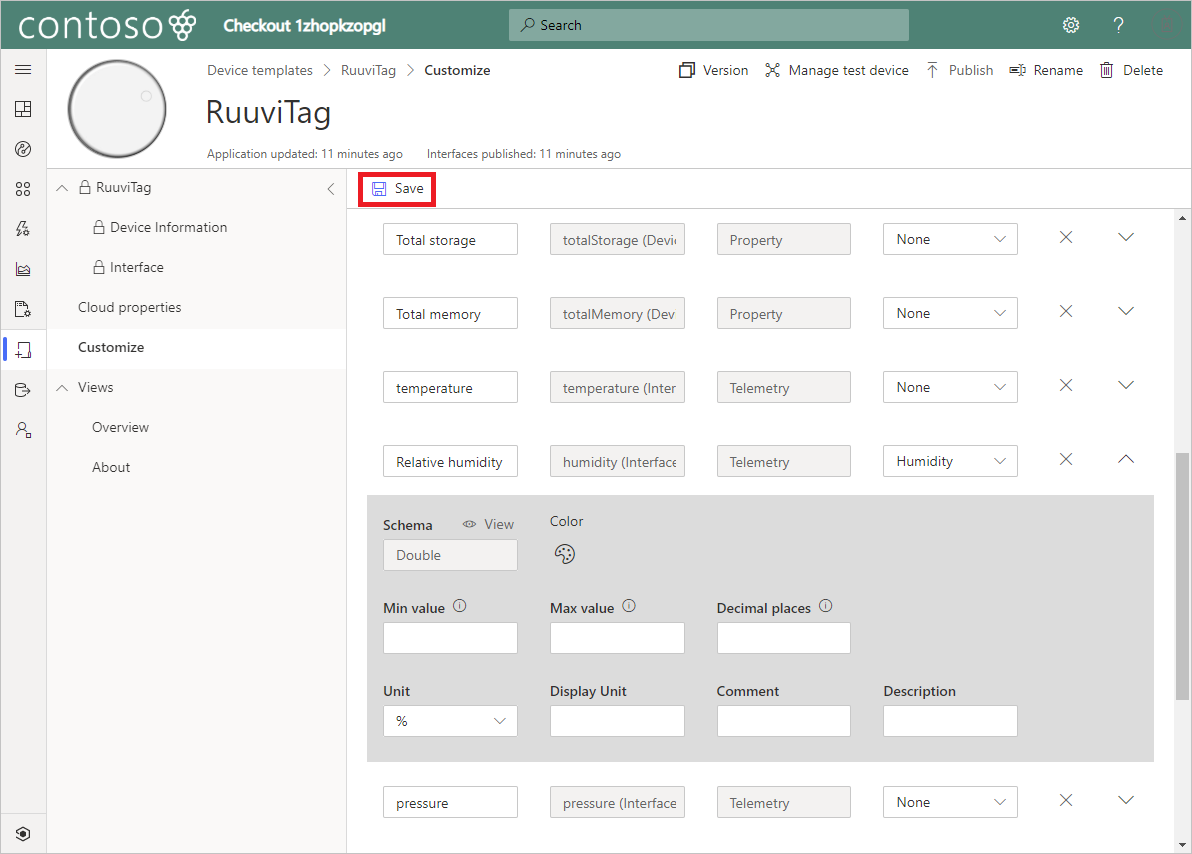 contoso Checkout 1zhopkzopgl Search ?
Device templates > RuuviTag > Customize Version Manage test device Publish Rename Delete
RuuviTag
Application updated: 11 minutes ago Interfaces published: 11 minutes ago
RuuviTag
Device Information
Interface
Cloud properties
Customize
Views
Overview
About
Save
Total storage totalStorage (Devi Property None
Total memory totalMemory (Dev Property None
temperature temperature (Inter Telemetry None
Relative humidity humidity (Interface Telemetry Humidity
Schema View Color
Double
Min value Max value Decimal places
Unit Display Unit Comment Description
%
pressure pressure (Interface Telemetry None